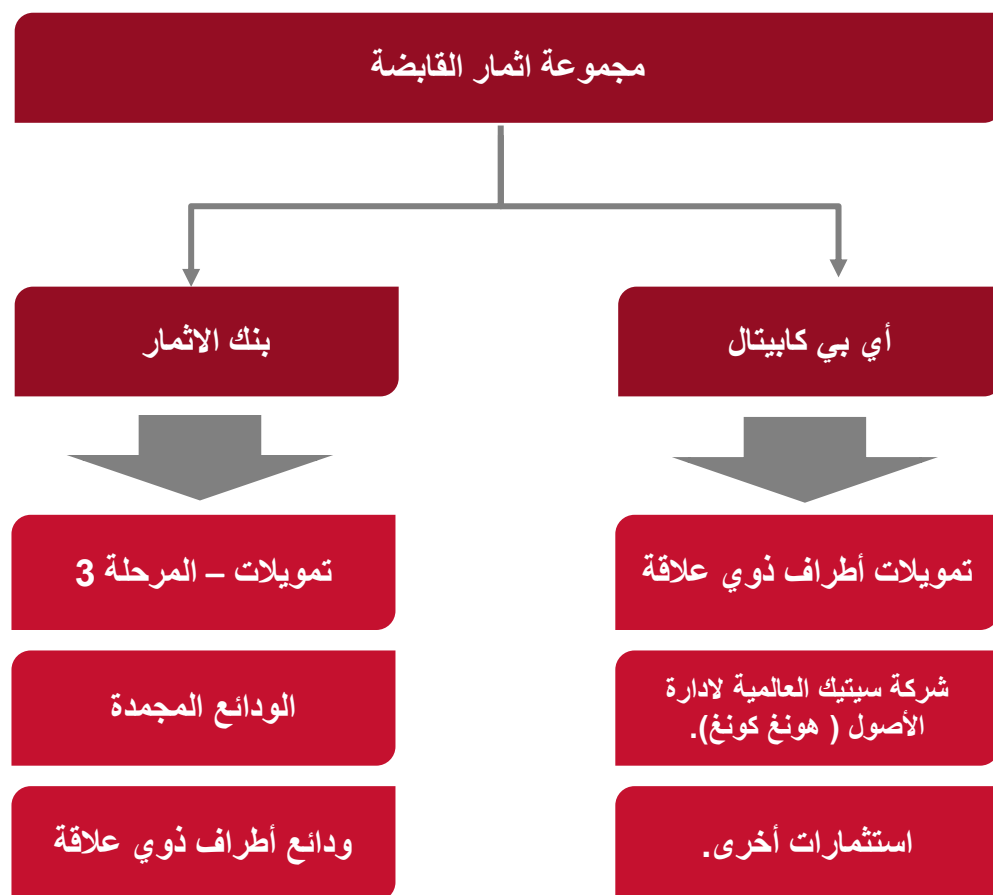 مجموعة اثمار القابضة
أي بي كابيتال
بنك الاثمار
تمويلات أطراف ذوي علاقة
شركة سيتيك العالمية لادارة
الأصول ( هونغ كونغ).
استثمارات أخرى.
تمويلات – المرحلة 3
الودائع المجمدة
ودائع أطراف ذوي علاقة